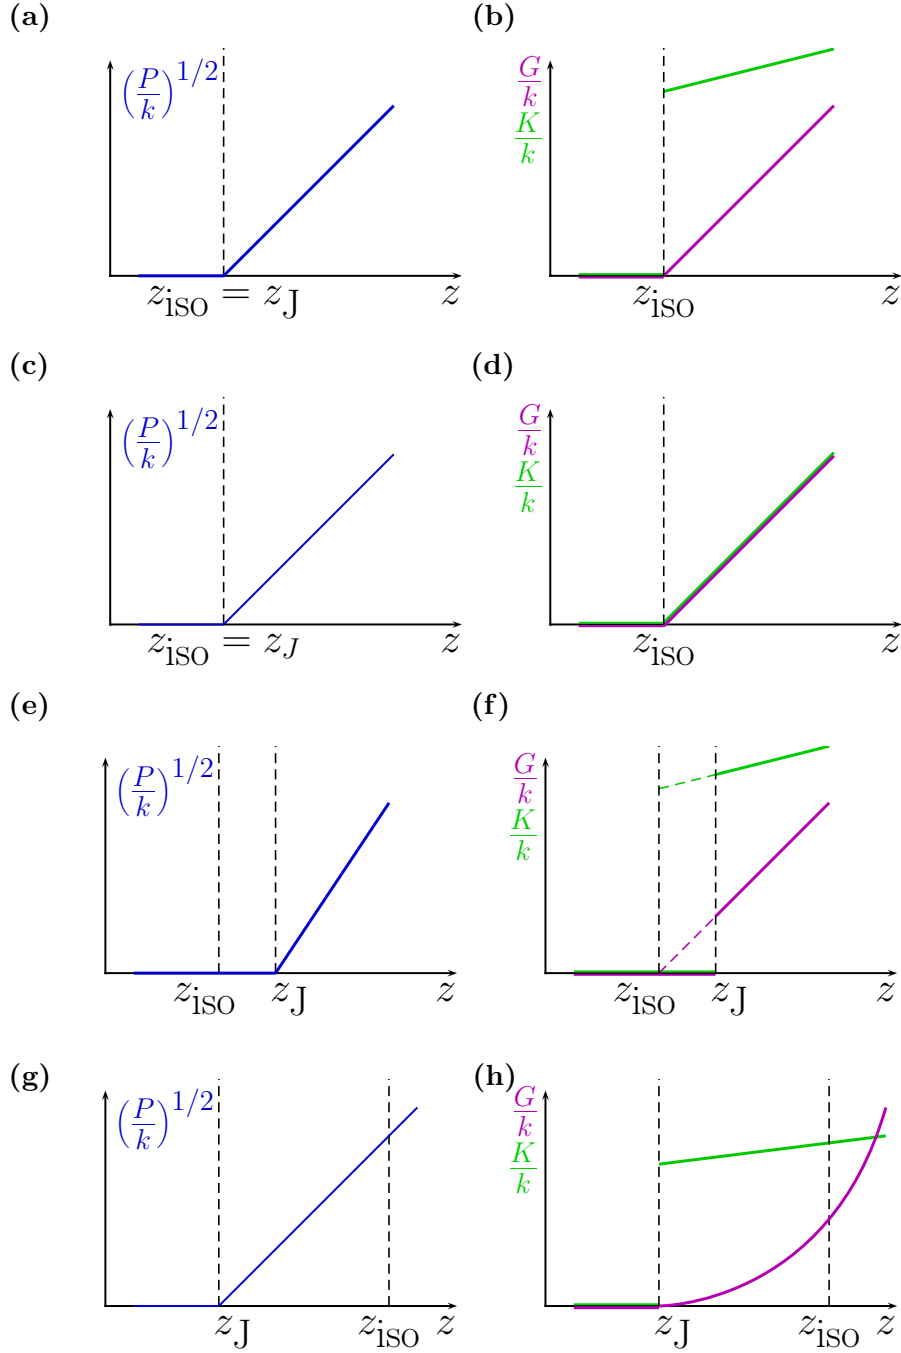 (a) (b)
(P/k)^{1/2} G/k K/k
z_iso = z_J z z_iso z
(c) (d)
(P/k)^{1/2} G/k K/k
z_iso = z_J z z_iso z
(e) (f)
(P/k)^{1/2} G/k K/k
z_iso z_J z z_iso z_J z
(g) (h)
(P/k)^{1/2} G/k K/k
z_J z_iso z z_J z_iso z